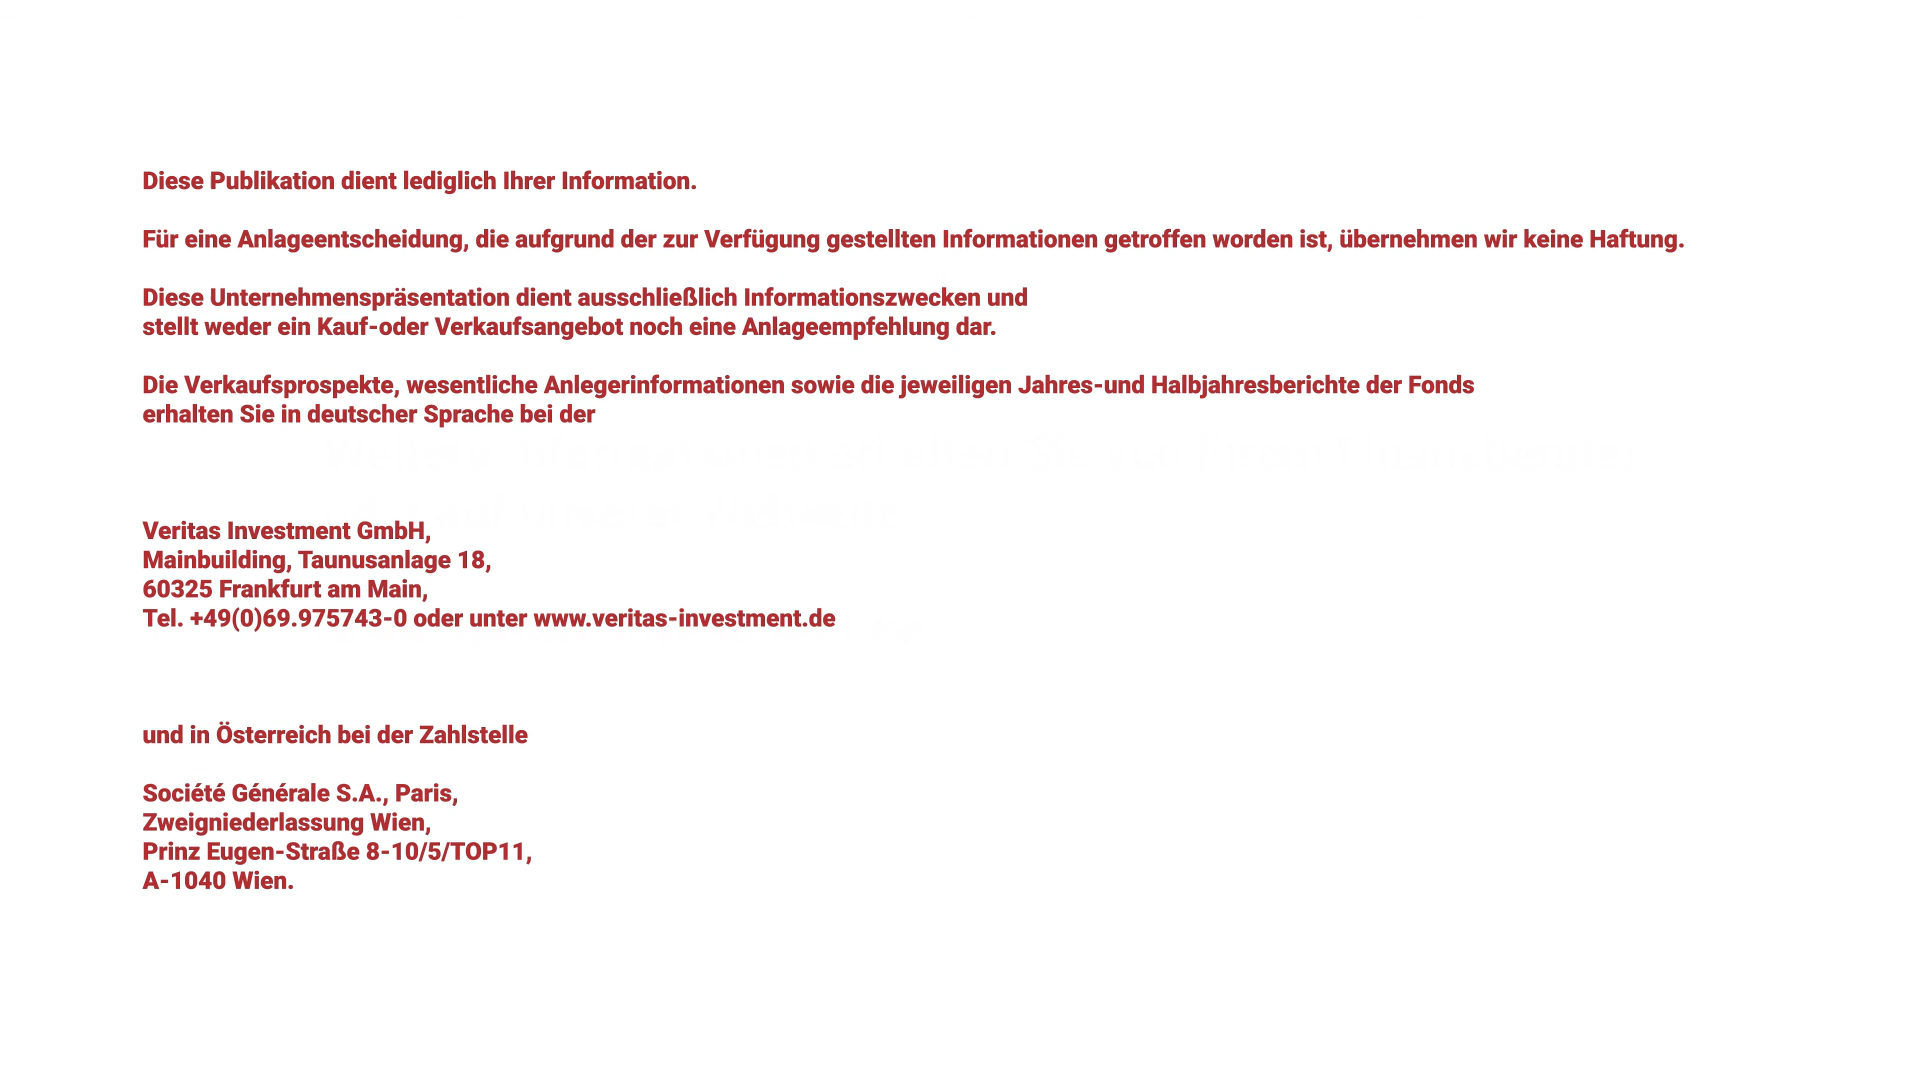 Diese Publikation dient lediglich Ihrer Information.
Für eine Anlageentscheidung, die aufgrund der zur Verfügung gestellten Informationen getroffen worden ist, übernehmen wir keine Haftung.
Diese Unternehmenspräsentation dient ausschließlich Informationszwecken und
stellt weder ein Kauf-oder Verkaufsangebot noch eine Anlageempfehlung dar.
Die Verkaufsprospekte, wesentliche Anlegerinformationen sowie die jeweiligen Jahres-und Halbjahresberichte der Fonds
erhalten Sie in deutscher Sprache bei der
Veritas Investment GmbH,
Mainbuilding, Taunusanlage 18,
60325 Frankfurt am Main,
Tel. +49(0)69.975743-0 oder unter www.veritas-investment.de
und in Österreich bei der Zahlstelle
Société Générale S.A., Paris,
Zweigniederlassung Wien,
Prinz Eugen-Straße 8-10/5/TOP11,
A-1040 Wien.